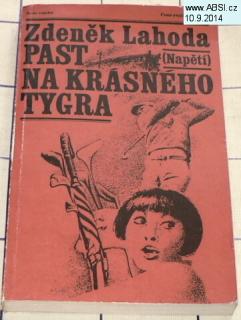 www.ABSI.cz
10.9.2014
Zdeněk Lahoda
PAST (Napětí)
NA KRÁSNÉHO
TYGRA